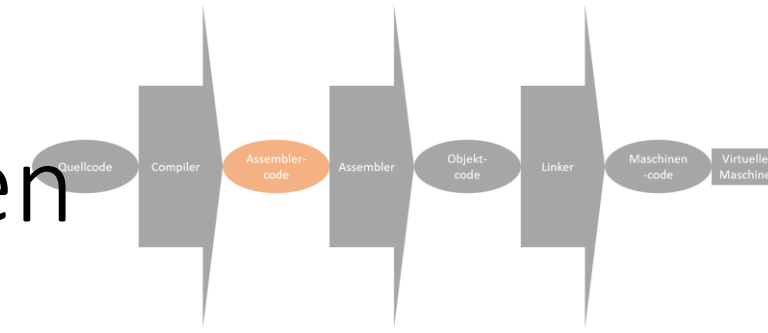 en
Quellcode
Compiler
Assembler-
code
Assembler
Objekt-
code
Linker
Maschinen
-code
Virtuelle
Maschine